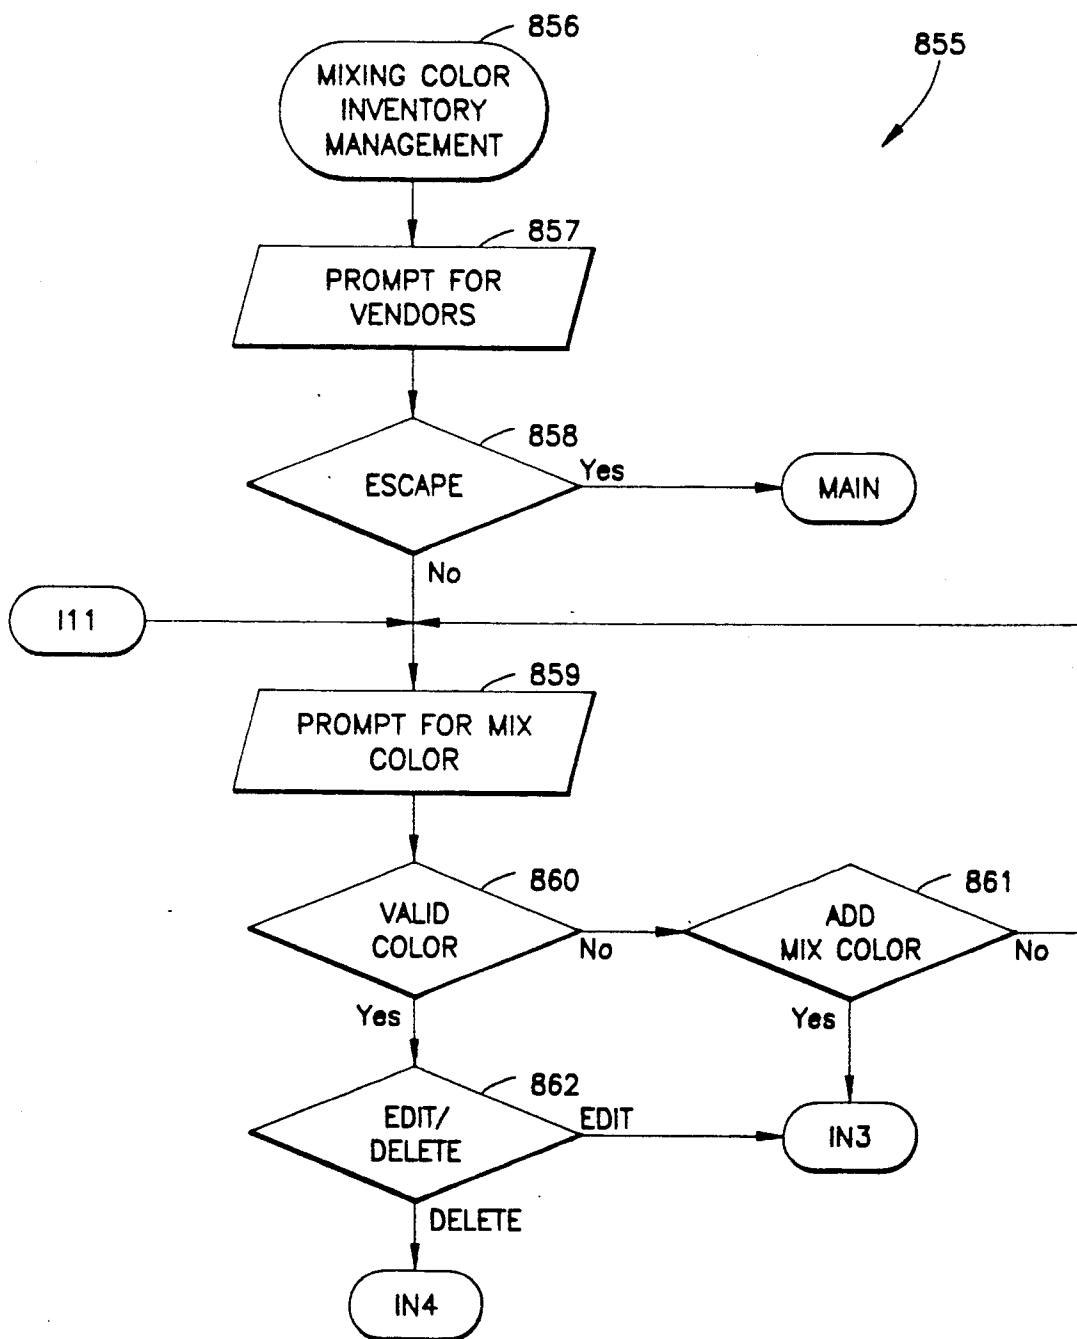 856
855
MIXING COLOR
INVENTORY
MANAGEMENT
857
PROMPT FOR
VENDORS
858
ESCAPE
Yes
MAIN
No
I11
859
PROMPT FOR MIX
COLOR
860
VALID
COLOR
No
861
ADD
MIX COLOR
No
Yes
Yes
862
EDIT/
DELETE
EDIT
IN3
DELETE
IN4